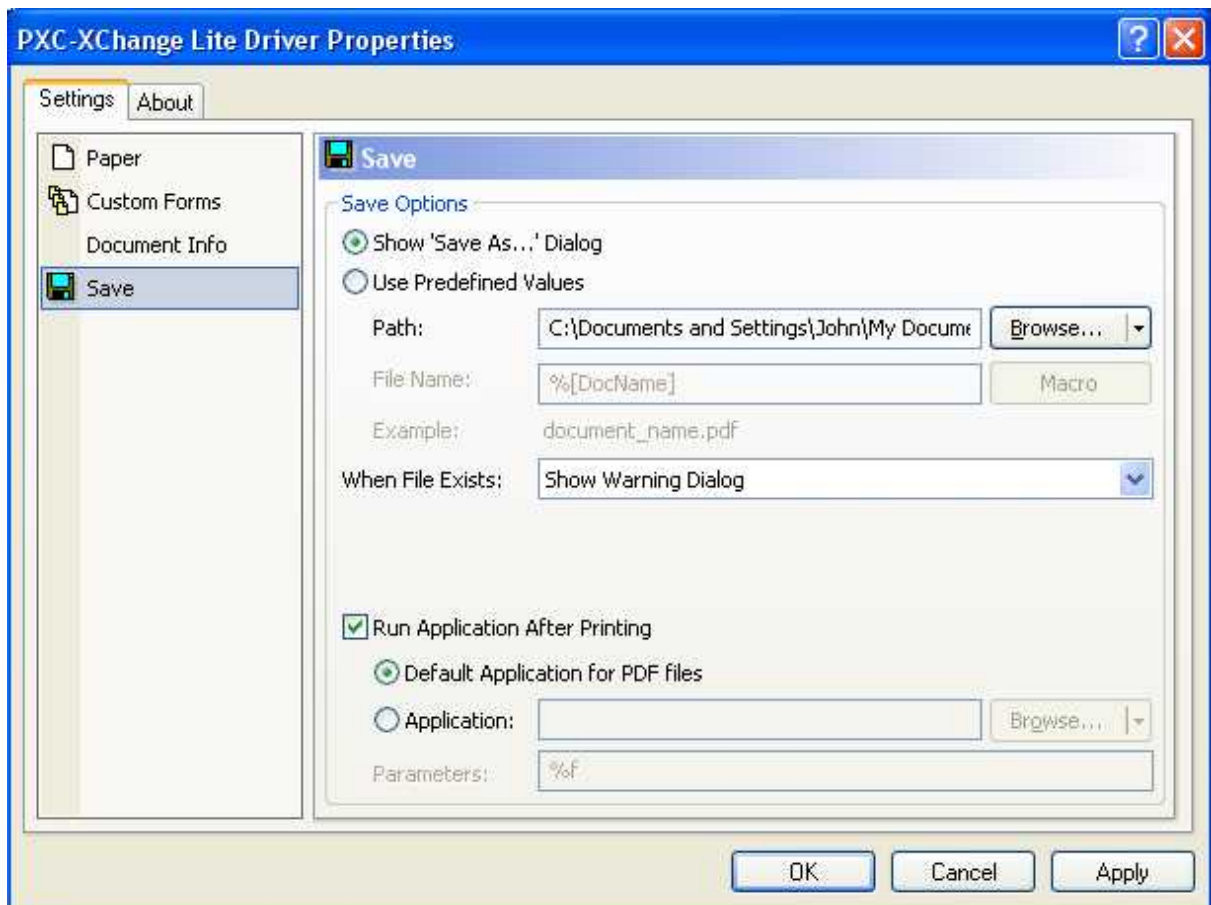 PXC-XChange Lite Driver Properties
Settings
About
Paper
Custom Forms
Document Info
Save
Save
Save Options
Show 'Save As...' Dialog
Use Predefined Values
Path: C:\Documents and Settings\John\My Docume Browse...
File Name: %[DocName] Macro
Example: document_name.pdf
When File Exists: Show Warning Dialog
Run Application After Printing
Default Application for PDF files
Application: Browse...
Parameters: %f
OK Cancel Apply